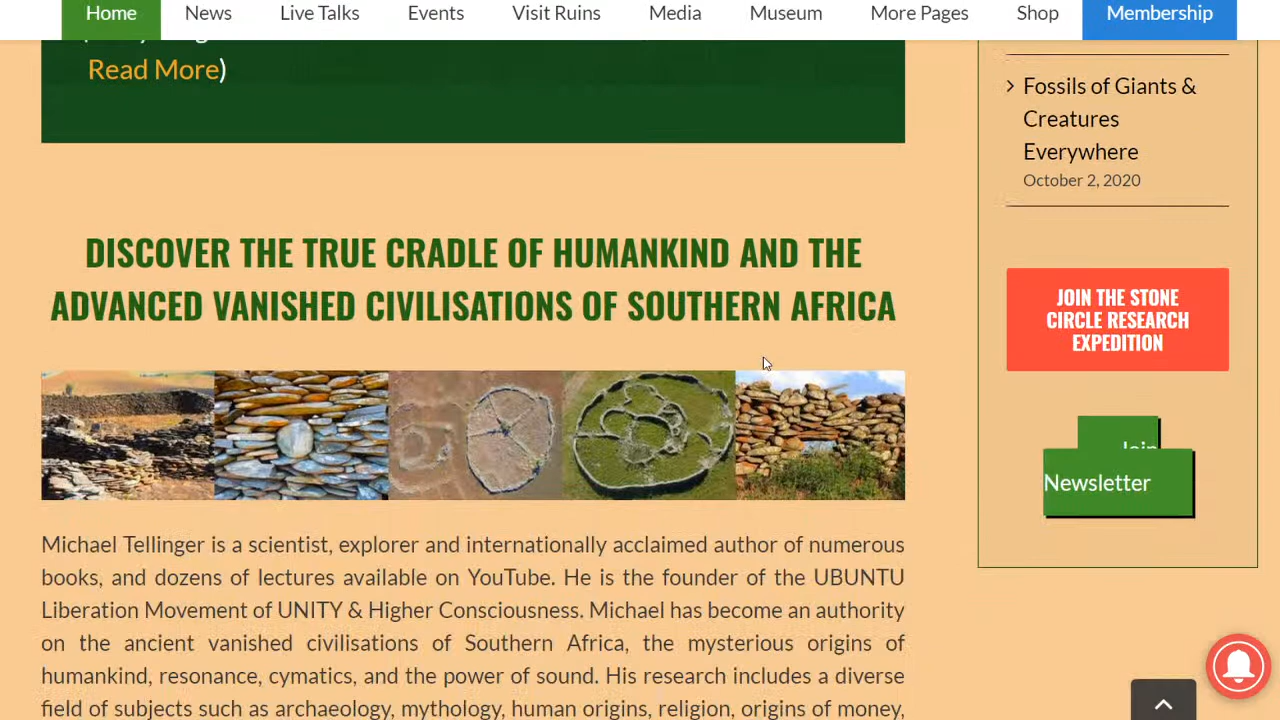 Home News Live Talks Events Visit Ruins Media Museum More Pages Shop Membership
Read More)
DISCOVER THE TRUE CRADLE OF HUMANKIND AND THE
ADVANCED VANISHED CIVILISATIONS OF SOUTHERN AFRICA
Michael Tellinger is a scientist, explorer and internationally acclaimed author of numerous
books, and dozens of lectures available on YouTube. He is the founder of the UBUNTU
Liberation Movement of UNITY & Higher Consciousness. Michael has become an authority
on the ancient vanished civilisations of Southern Africa, the mysterious origins of
humankind, resonance, cymatics, and the power of sound. His research includes a diverse
field of subjects such as archaeology, mythology, human origins, religion, origins of money,
Fossils of Giants &
Creatures
Everywhere
October 2, 2020
JOIN THE STONE
CIRCLE RESEARCH
EXPEDITION
Join
Newsletter